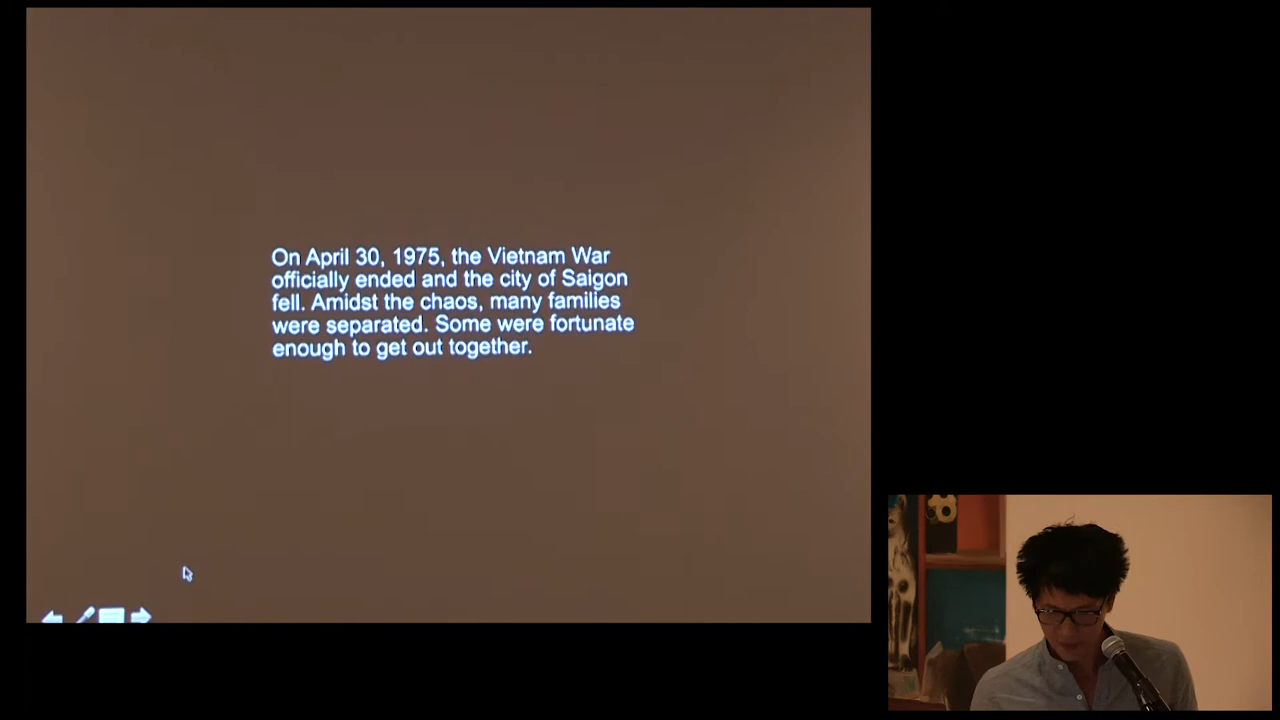 On April 30, 1975, the Vietnam War
officially ended and the city of Saigon
fell. Amidst the chaos, many families
were separated. Some were fortunate
enough to get out together.